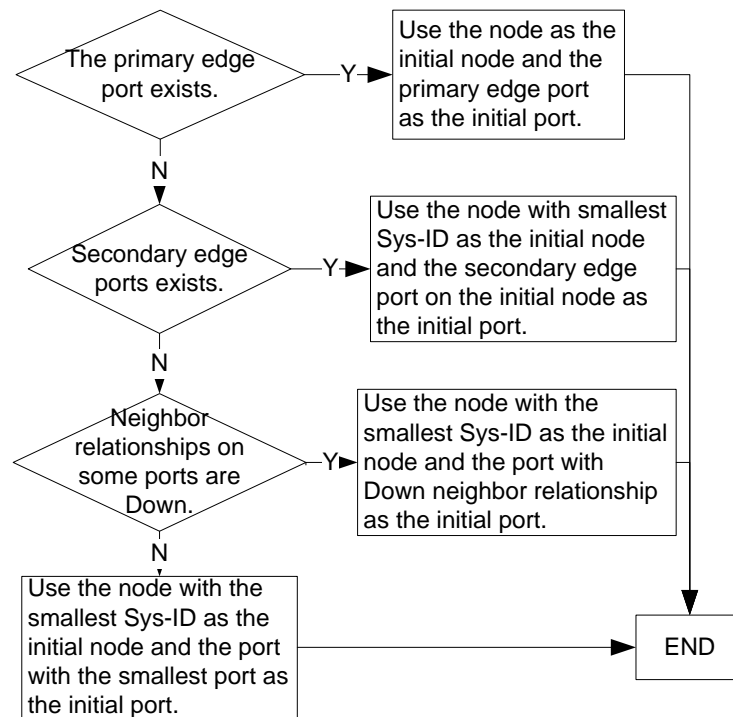 The primary edge
port exists.
Y
Use the node as the
initial node and the
primary edge port
as the initial port.
N
Secondary edge
ports exists.
Y
Use the node with smallest
Sys-ID as the initial node
and the secondary edge
port on the initial node as
the initial port.
N
Neighbor
relationships on
some ports are
Down.
Y
Use the node with the
smallest Sys-ID as the initial
node and the port with
Down neighbor relationship
as the initial port.
N
Use the node with the
smallest Sys-ID as the
initial node and the port
with the smallest port as
the initial port.
END